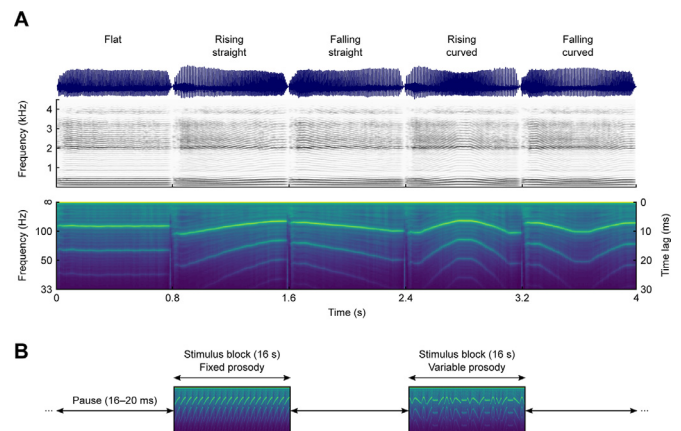 A
Flat
Rising
straight
Falling
straight
Rising
curved
Falling
curved
Frequency (kHz)
4
3
2
1
Frequency (Hz)
∞
100
50
33
0
10
20
30
Time lag (ms)
0
0.8
1.6
2.4
3.2
4
Time (s)
B
Stimulus block (16 s)
Fixed prosody
Stimulus block (16 s)
Variable prosody
... Pause (16–20 ms) ...